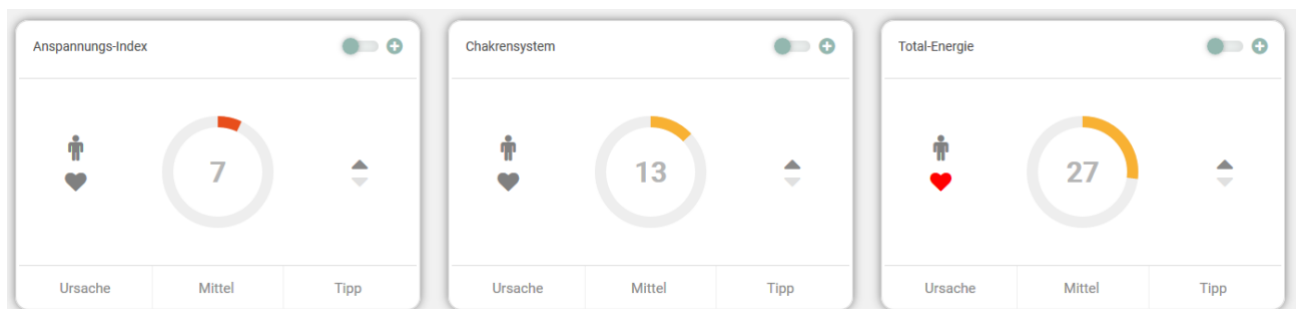 Anspannungs-Index
Chakrensystem
Total-Energie
7
13
27
Ursache Mittel Tipp
Ursache Mittel Tipp
Ursache Mittel Tipp